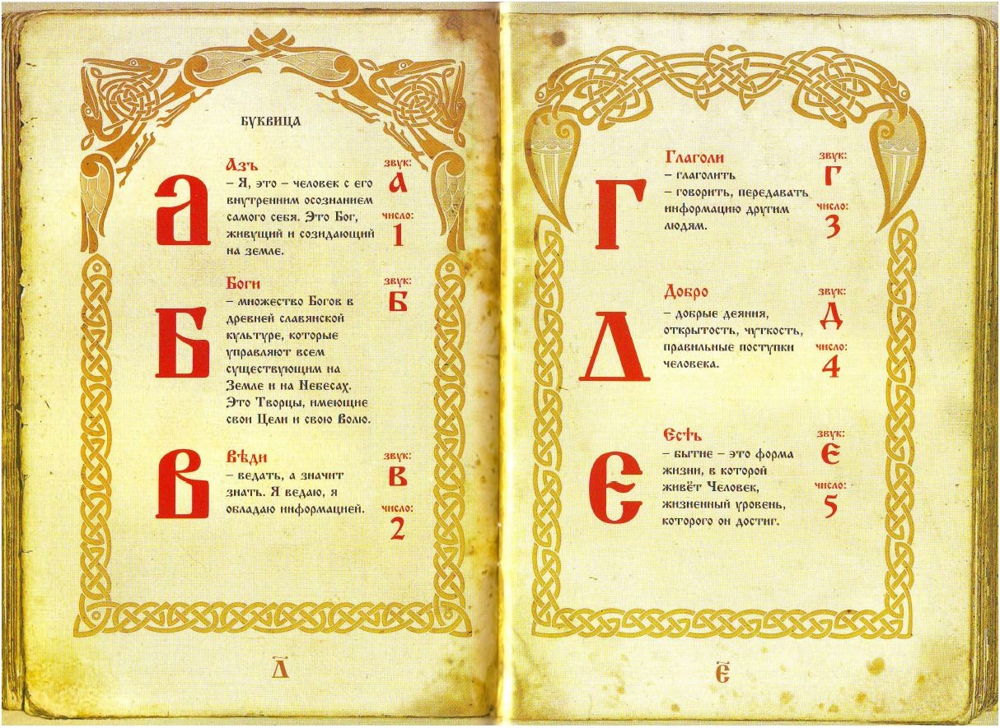 БУКВИЦА
А
Азъ
– Я, это – человек с его
внутренним осознанием
самого себя. Это Бог,
живущий и созидающий
на земле.
звук:
А
число:
1
Б
Боги
– множество Богов в
древней славянской
культуре, которые
управляют всем
существующим на
Земле и на Небесах.
Это Творцы, имеющие
свои Цели и свою Волю.
звук:
Б
В
Вѣди
– ведать, а значит
знать. Я ведаю, я
обладаю информацией.
звук:
В
число:
2
Д҃
Г
Глаголи
– глаголить
– говорить, передавать
информацию другим
людям.
звук:
Г
число:
3
Д
Добро
– добрые деяния,
открытость, чуткость,
правильные поступки
человека.
звук:
Д
число:
4
Є
Єсть
– бытие – это форма
жизни, в которой
живёт Человек,
жизненный уровень,
которого он достиг.
звук:
Є
число:
5
Є҃